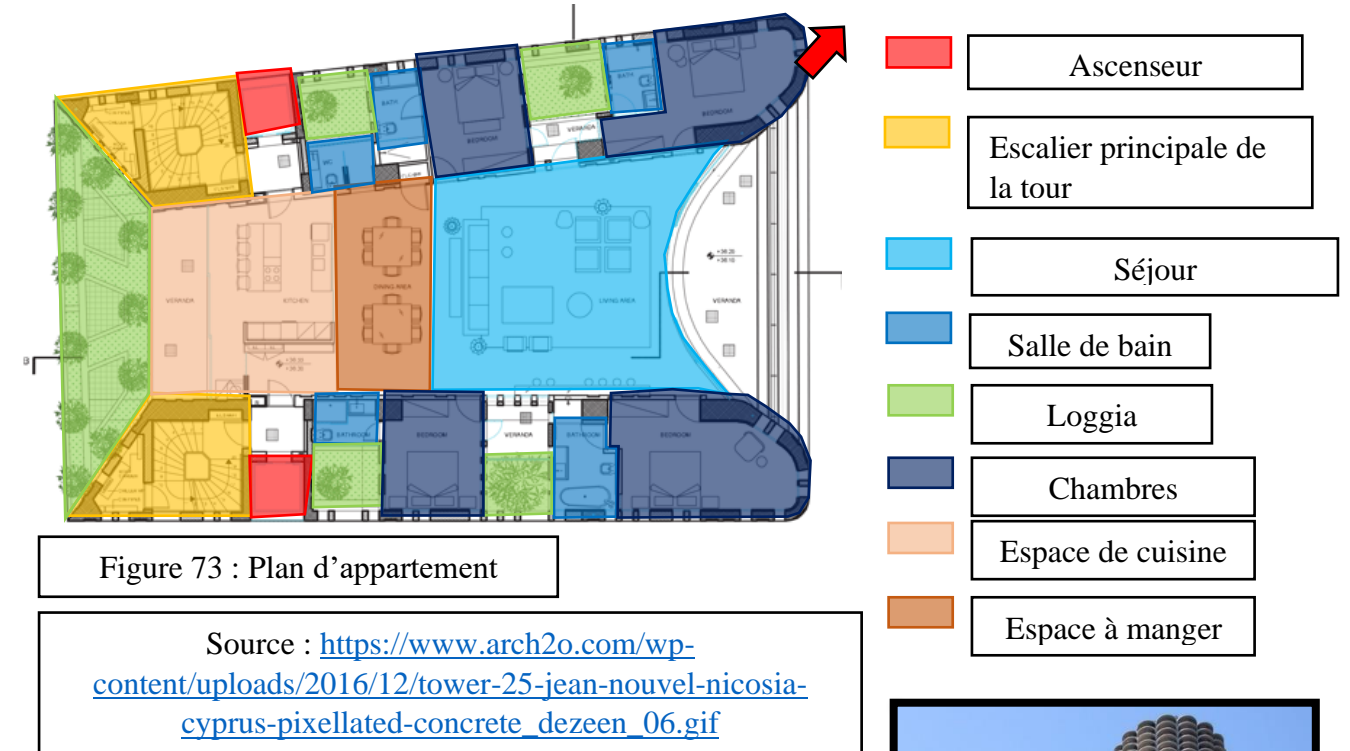 BATH
BEDROOM
VERANDA
BATH
BEDROOM
WC
VERANDA
KITCHEN
DINING AREA
LIVING AREA
VERANDA
BATHROOM
BEDROOM
VERANDA
BATHROOM
BEDROOM
Ascenseur
Escalier principale de
la tour
Séjour
Salle de bain
Loggia
Chambres
Espace de cuisine
Espace à manger
Figure 73 : Plan d’appartement
Source : https://www.arch2o.com/wp-
content/uploads/2016/12/tower-25-jean-nouvel-nicosia-
cyprus-pixellated-concrete_dezeen_06.gif